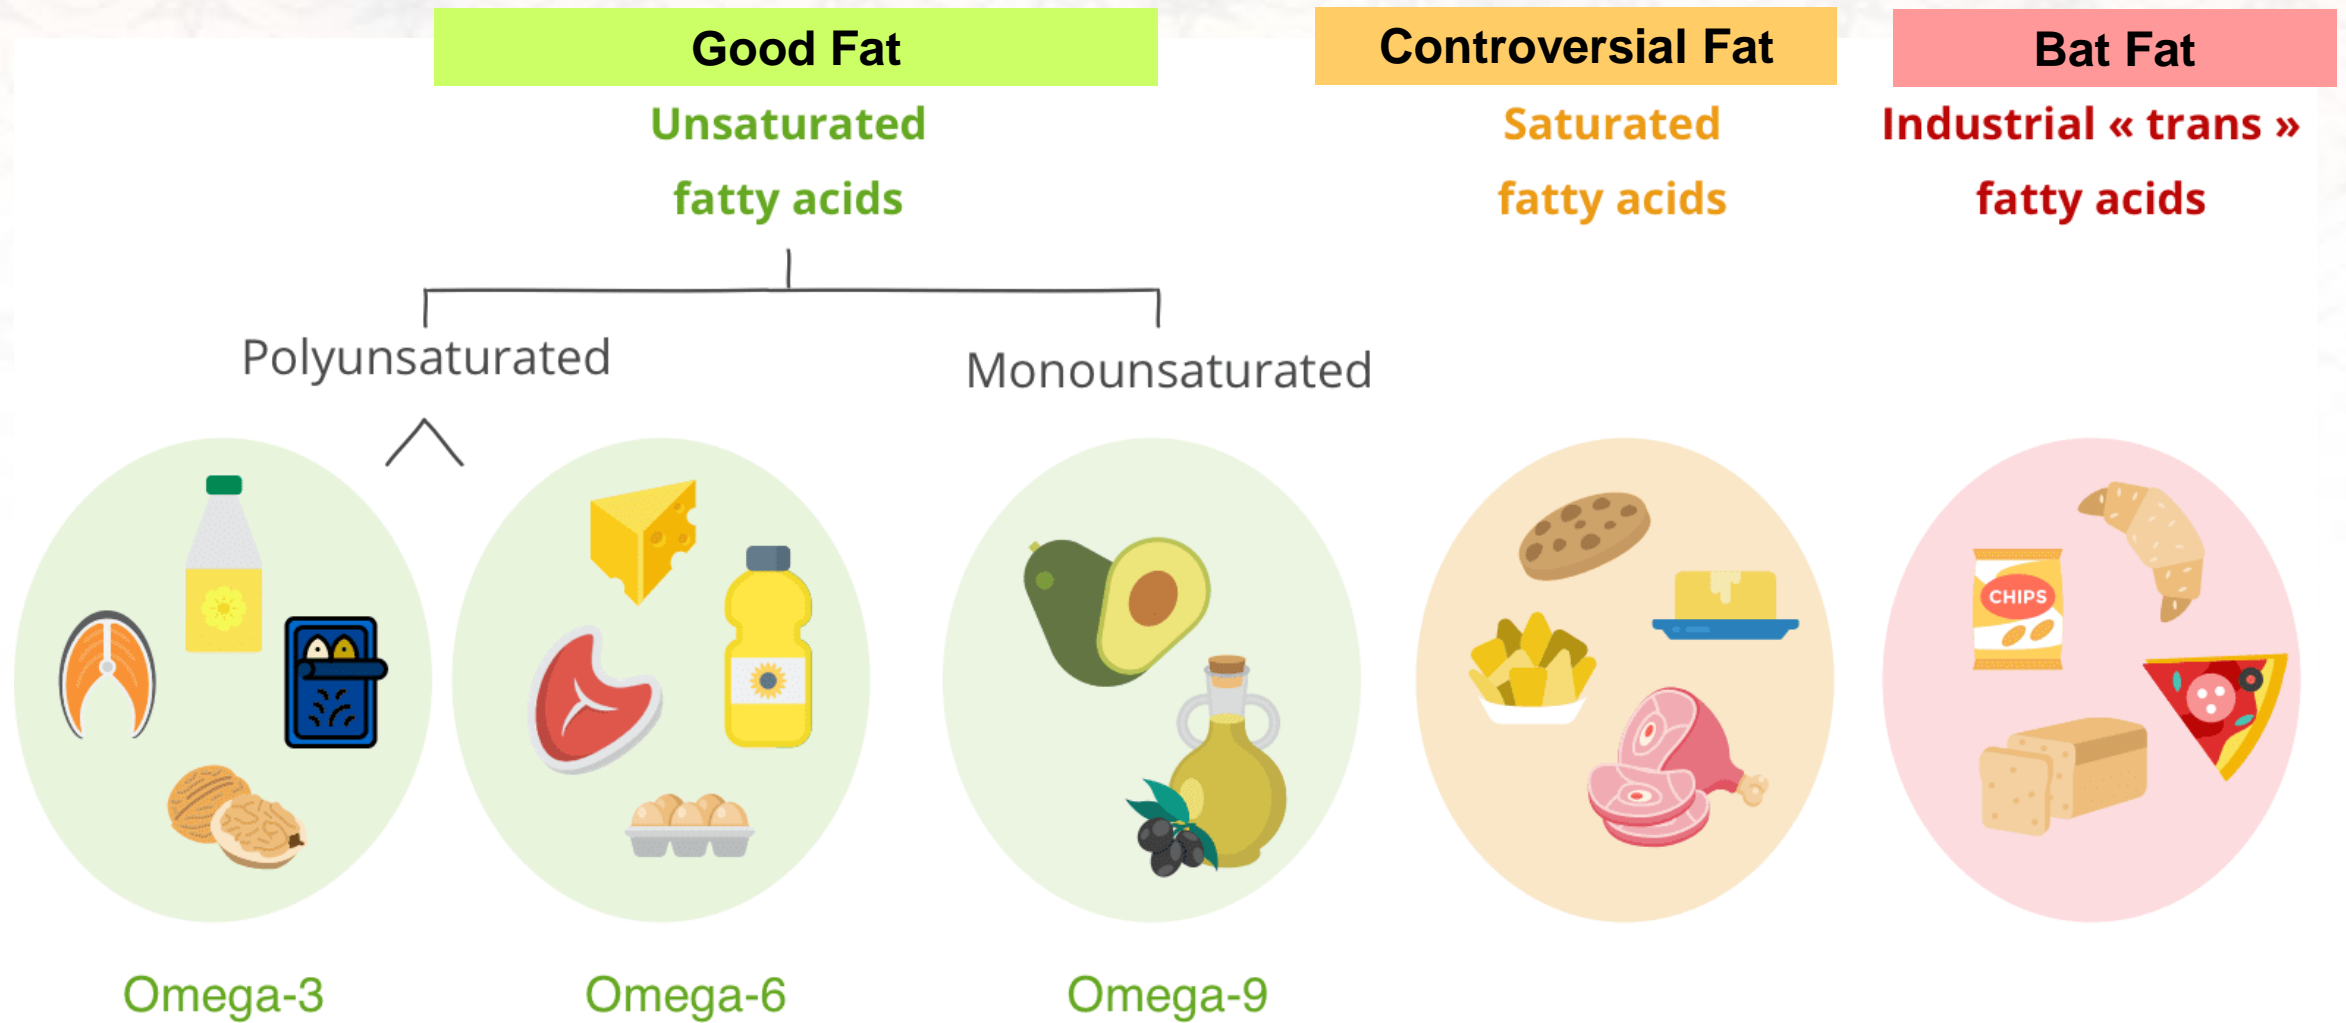 Good Fat
Controversial Fat
Bat Fat
Unsaturated
fatty acids
Saturated
fatty acids
Industrial « trans »
fatty acids
Polyunsaturated
Monounsaturated
CHIPS
Omega-3
Omega-6
Omega-9